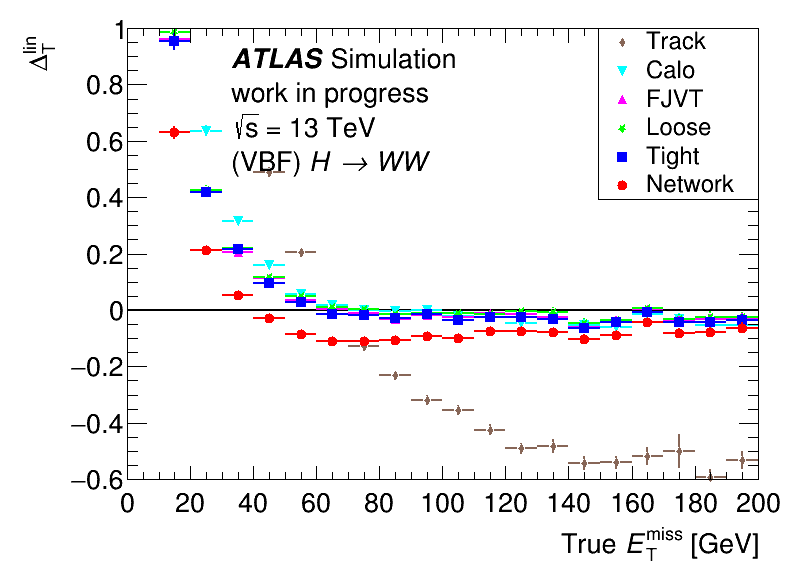 Δ_T^lin
ATLAS Simulation
work in progress
√s = 13 TeV
(VBF) H → WW
Track
Calo
FJVT
Loose
Tight
Network
1
0.8
0.6
0.4
0.2
0
−0.2
−0.4
−0.6
0 20 40 60 80 100 120 140 160 180 200
True E_T^miss [GeV]